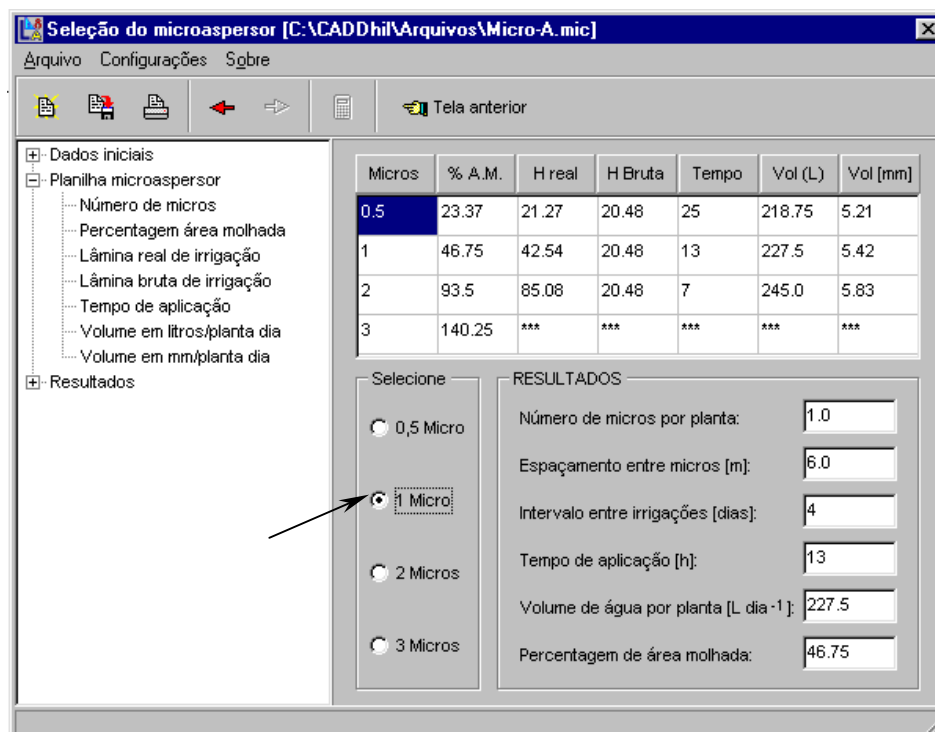 Seleção do microaspersor [C:\CADDhil\Arquivos\Micro-A.mic]
Arquivo Configurações Sobre
Tela anterior
Dados iniciais
Planilha microaspersor
Número de micros
Percentagem área molhada
Lâmina real de irrigação
Lâmina bruta de irrigação
Tempo de aplicação
Volume em litros/planta dia
Volume em mm/planta dia
Resultados
Micros % A.M. H real H Bruta Tempo Vol (L) Vol [mm]
0.5 23.37 21.27 20.48 25 218.75 5.21
1 46.75 42.54 20.48 13 227.5 5.42
2 93.5 85.08 20.48 7 245.0 5.83
3 140.25 *** *** *** *** ***
Selecione
0,5 Micro
1 Micro
2 Micros
3 Micros
RESULTADOS
Número de micros por planta: 1.0
Espaçamento entre micros [m]: 6.0
Intervalo entre irrigações [dias]: 4
Tempo de aplicação [h]: 13
Volume de água por planta [L dia -1]: 227.5
Percentagem de área molhada: 46.75